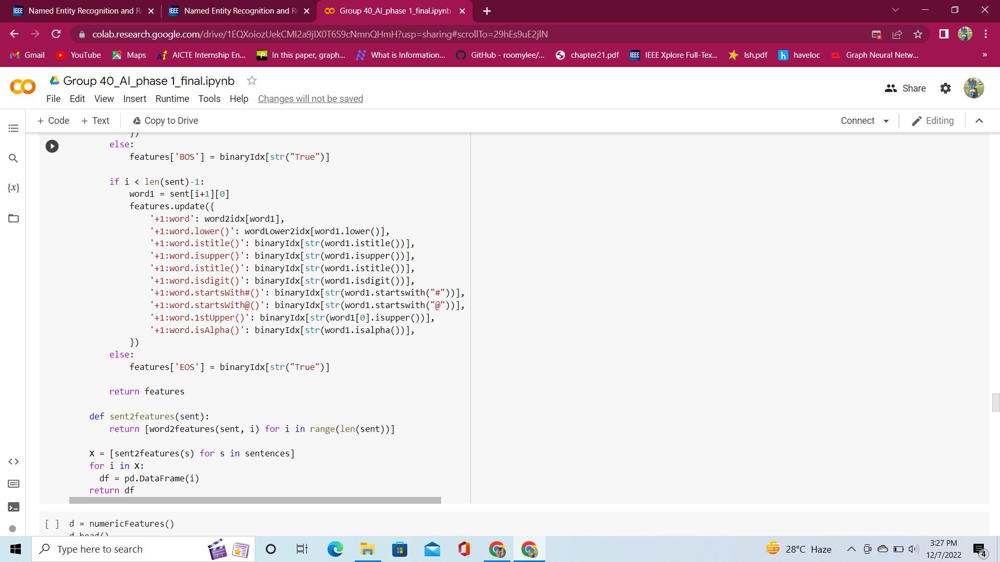 Named Entity Recognition and Re
Named Entity Recognition and Re
Group 40_AI_phase 1_final.ipynb
colab.research.google.com/drive/1EQXoiozUekCMI2a9jIX0T6S9cNmnQHmH?usp=sharing#scrollTo=29hEs9uE2jlN
Gmail YouTube Maps AICTE Internship En... In this paper, graph... What is Information... GitHub - roomylee/... chapter21.pdf IEEE Xplore Full-Tex... lsh.pdf haveloc Graph Neural Netw... »
Group 40_AI_phase 1_final.ipynb
File Edit View Insert Runtime Tools Help Changes will not be saved
Share
+ Code + Text Copy to Drive
Connect Editing
})
else:
features['BOS'] = binaryIdx[str("True")]
if i < len(sent)-1:
word1 = sent[i+1][0]
features.update({
'+1:word': word2idx[word1],
'+1:word.lower()': wordLower2idx[word1.lower()],
'+1:word.istitle()': binaryIdx[str(word1.istitle())],
'+1:word.isupper()': binaryIdx[str(word1.isupper())],
'+1:word.istitle()': binaryIdx[str(word1.istitle())],
'+1:word.isdigit()': binaryIdx[str(word1.isdigit())],
'+1:word.startsWith#()': binaryIdx[str(word1.startswith("#"))],
'+1:word.startsWith@()': binaryIdx[str(word1.startswith("@"))],
'+1:word.1stUpper()': binaryIdx[str(word1[0].isupper())],
'+1:word.isAlpha()': binaryIdx[str(word1.isalpha())],
})
else:
features['EOS'] = binaryIdx[str("True")]
return features
def sent2features(sent):
return [word2features(sent, i) for i in range(len(sent))]
X = [sent2features(s) for s in sentences]
for i in X:
df = pd.DataFrame(i)
return df
[ ] d = numericFeatures()
d.head()
Type here to search
28°C Haze
3:27 PM
12/7/2022
4